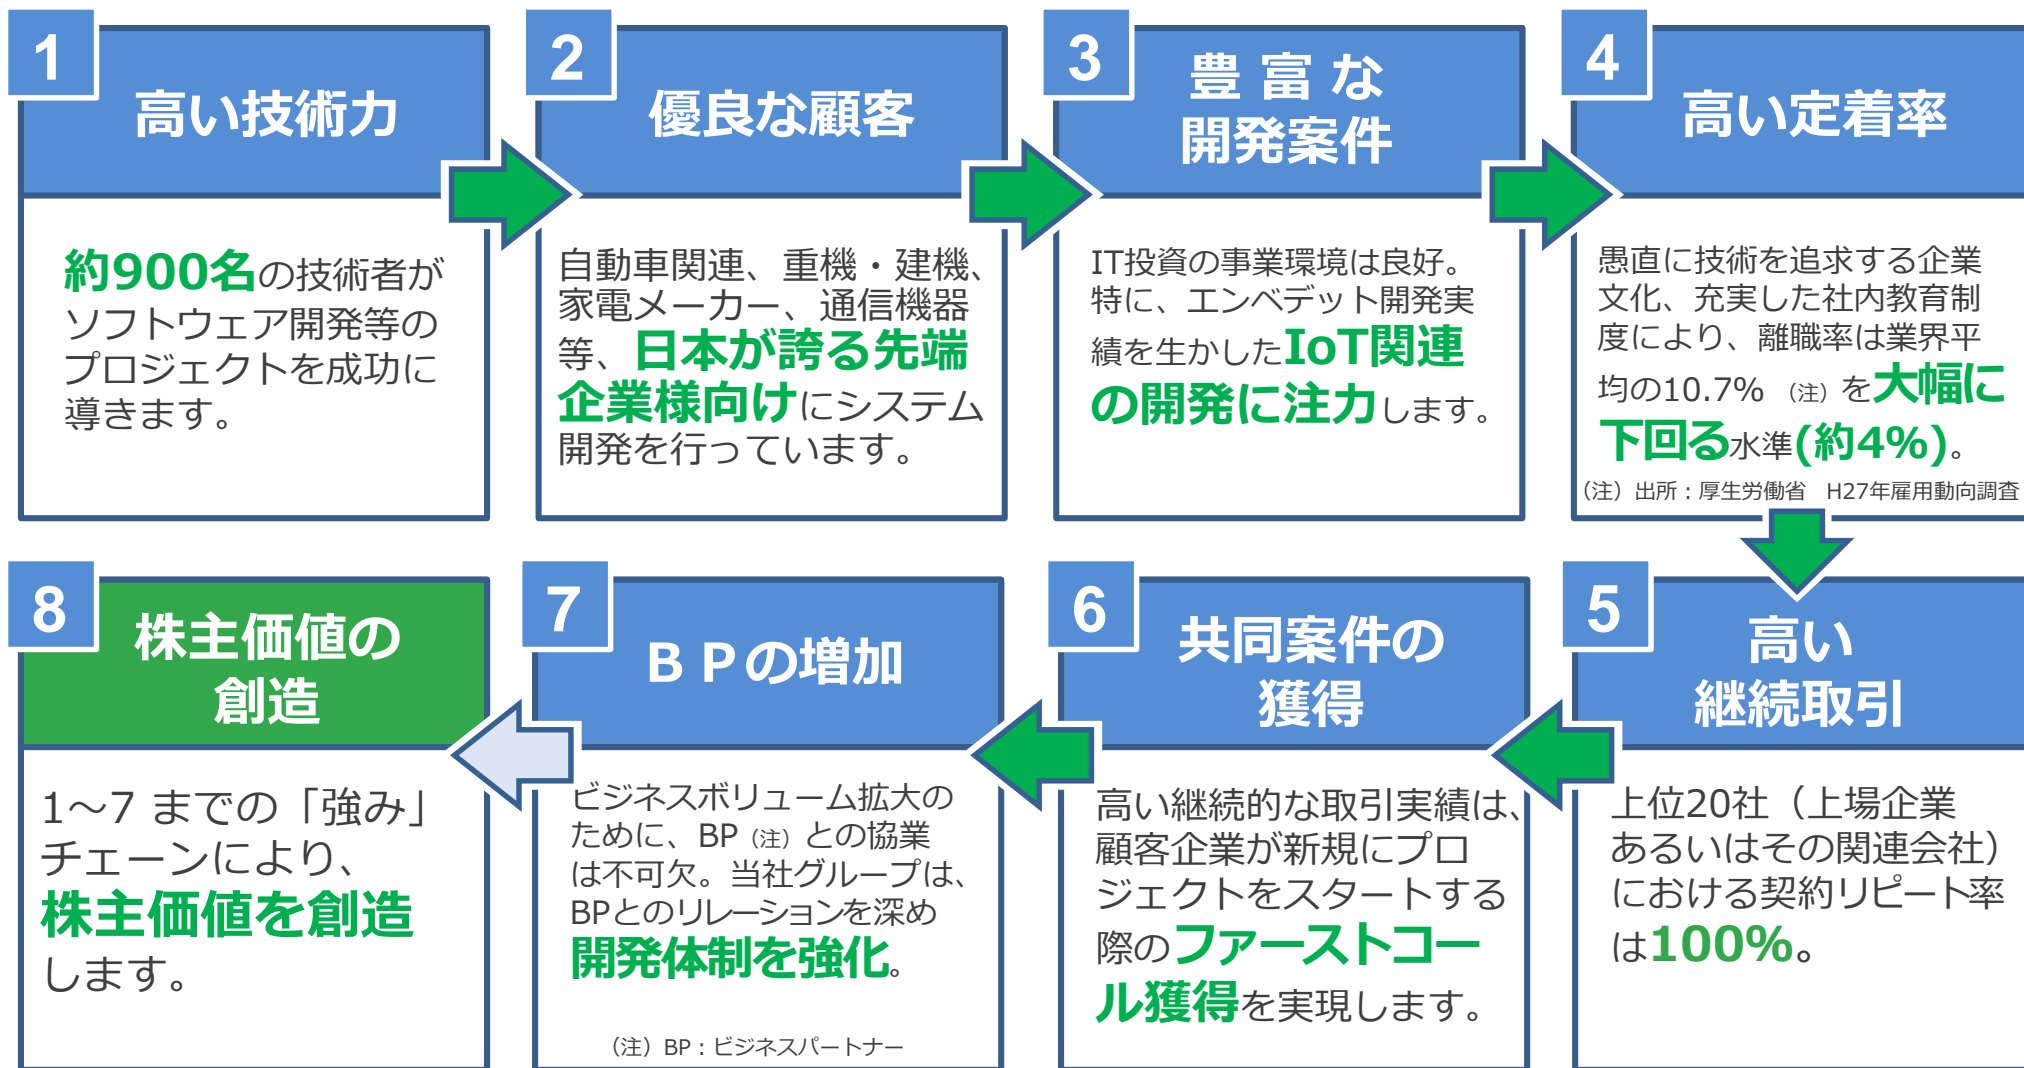 1
高い技術力
約900名の技術者が
ソフトウェア開発等の
プロジェクトを成功に
導きます。
2
優良な顧客
自動車関連、重機・建機、
家電メーカー、通信機器
等、日本が誇る先端
企業様向けにシステム
開発を行っています。
3
豊富な
開発案件
IT投資の事業環境は良好。
特に、エンベデット開発実
績を生かしたIoT関連
の開発に注力します。
4
高い定着率
愚直に技術を追求する企業
文化、充実した社内教育制
度により、離職率は業界平
均の10.7%（注）を大幅に
下回る水準(約4%)。
（注）出所：厚生労働省　H27年雇用動向調査
5
高い
継続取引
上位20社（上場企業
あるいはその関連会社）
における契約リピート率
は100%。
6
共同案件の
獲得
高い継続的な取引実績は、
顧客企業が新規にプロ
ジェクトをスタートする
際のファーストコー
ル獲得を実現します。
7
ＢＰの増加
ビジネスボリューム拡大の
ために、BP（注）との協業
は不可欠。当社グループは、
BPとのリレーションを深め
開発体制を強化。
（注）BP：ビジネスパートナー
8
株主価値の
創造
1～7 までの「強み」
チェーンにより、
株主価値を創造
します。